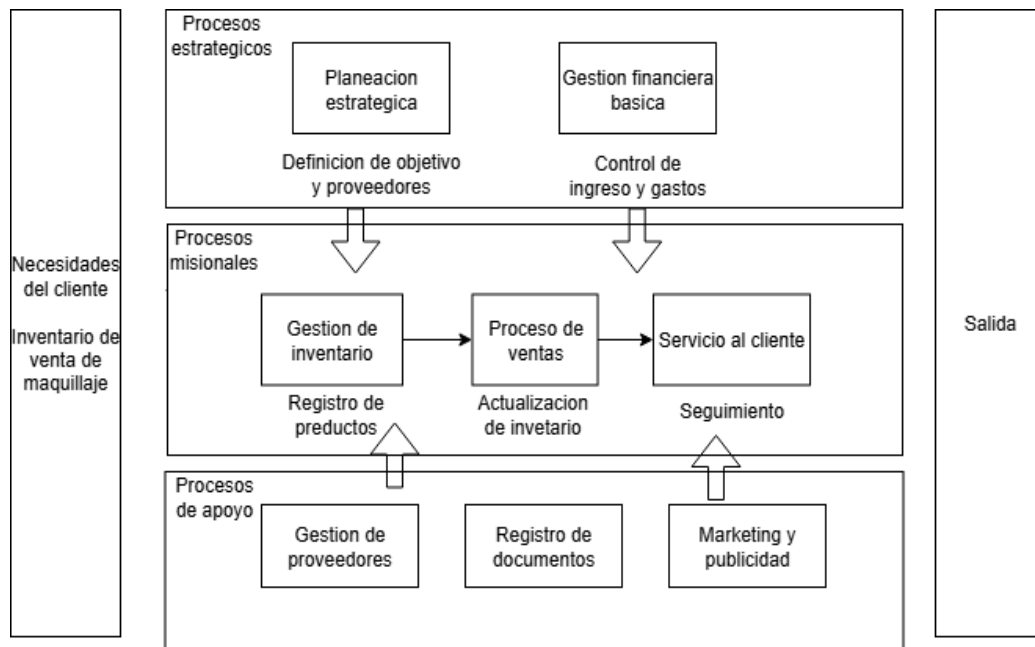 Necesidades
del cliente
Inventario de
venta de
maquillaje
Procesos
estrategicos
Planeacion
estrategica
Gestion financiera
basica
Definicion de objetivo
y proveedores
Control de
ingreso y gastos
Procesos
misionales
Gestion de
inventario
Proceso de
ventas
Servicio al cliente
Registro de
preductos
Actualizacion
de invetario
Seguimiento
Procesos
de apoyo
Gestion de
proveedores
Registro de
documentos
Marketing y
publicidad
Salida